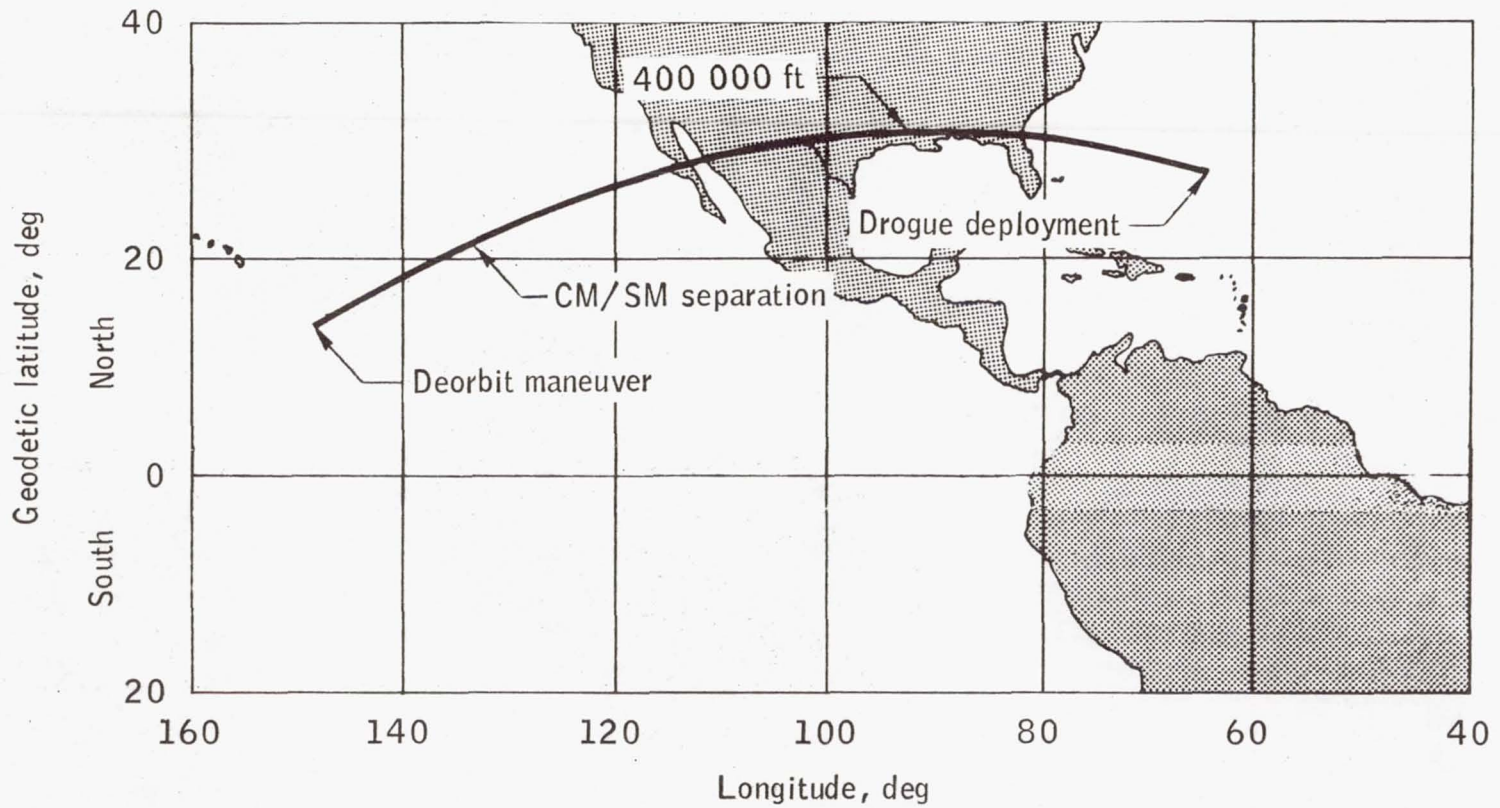 40
400 000 ft
Drogue deployment
20
CM/SM separation
Deorbit maneuver
0
20
Geodetic latitude, deg
North
South
160
140
120
100
80
60
40
Longitude, deg